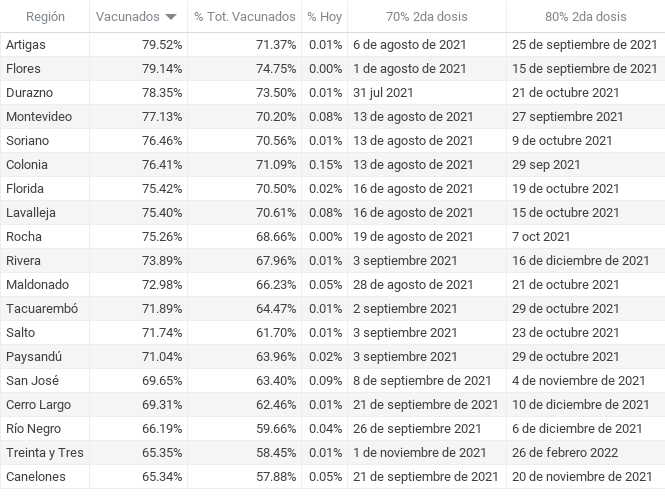 Región Vacunados % Tot. Vacunados % Hoy 70% 2da dosis 80% 2da dosis
Artigas 79.52% 71.37% 0.01% 6 de agosto de 2021 25 de septiembre de 2021
Flores 79.14% 74.75% 0.00% 1 de agosto de 2021 15 de septiembre de 2021
Durazno 78.35% 73.50% 0.01% 31 jul 2021 21 de octubre de 2021
Montevideo 77.13% 70.20% 0.08% 13 de agosto de 2021 27 septiembre 2021
Soriano 76.46% 70.56% 0.01% 13 de agosto de 2021 9 de octubre 2021
Colonia 76.41% 71.09% 0.15% 13 de agosto de 2021 29 sep 2021
Florida 75.42% 70.50% 0.02% 16 de agosto de 2021 19 de octubre 2021
Lavalleja 75.40% 70.61% 0.08% 16 de agosto de 2021 15 de octubre 2021
Rocha 75.26% 68.66% 0.00% 19 de agosto de 2021 7 oct 2021
Rivera 73.89% 67.96% 0.01% 3 septiembre 2021 16 de diciembre de 2021
Maldonado 72.98% 66.23% 0.05% 28 de agosto de 2021 21 de octubre 2021
Tacuarembó 71.89% 64.47% 0.01% 2 septiembre 2021 29 de octubre 2021
Salto 71.74% 61.70% 0.01% 3 septiembre 2021 23 de octubre 2021
Paysandú 71.04% 63.96% 0.02% 3 septiembre 2021 29 de octubre 2021
San José 69.65% 63.40% 0.09% 8 de septiembre de 2021 4 de noviembre de 2021
Cerro Largo 69.31% 62.46% 0.01% 21 de septiembre de 2021 10 de diciembre de 2021
Río Negro 66.19% 59.66% 0.04% 26 de septiembre 2021 6 de diciembre de 2021
Treinta y Tres 65.35% 58.45% 0.01% 1 de noviembre de 2021 26 de febrero 2022
Canelones 65.34% 57.88% 0.05% 21 de septiembre de 2021 20 de noviembre de 2021